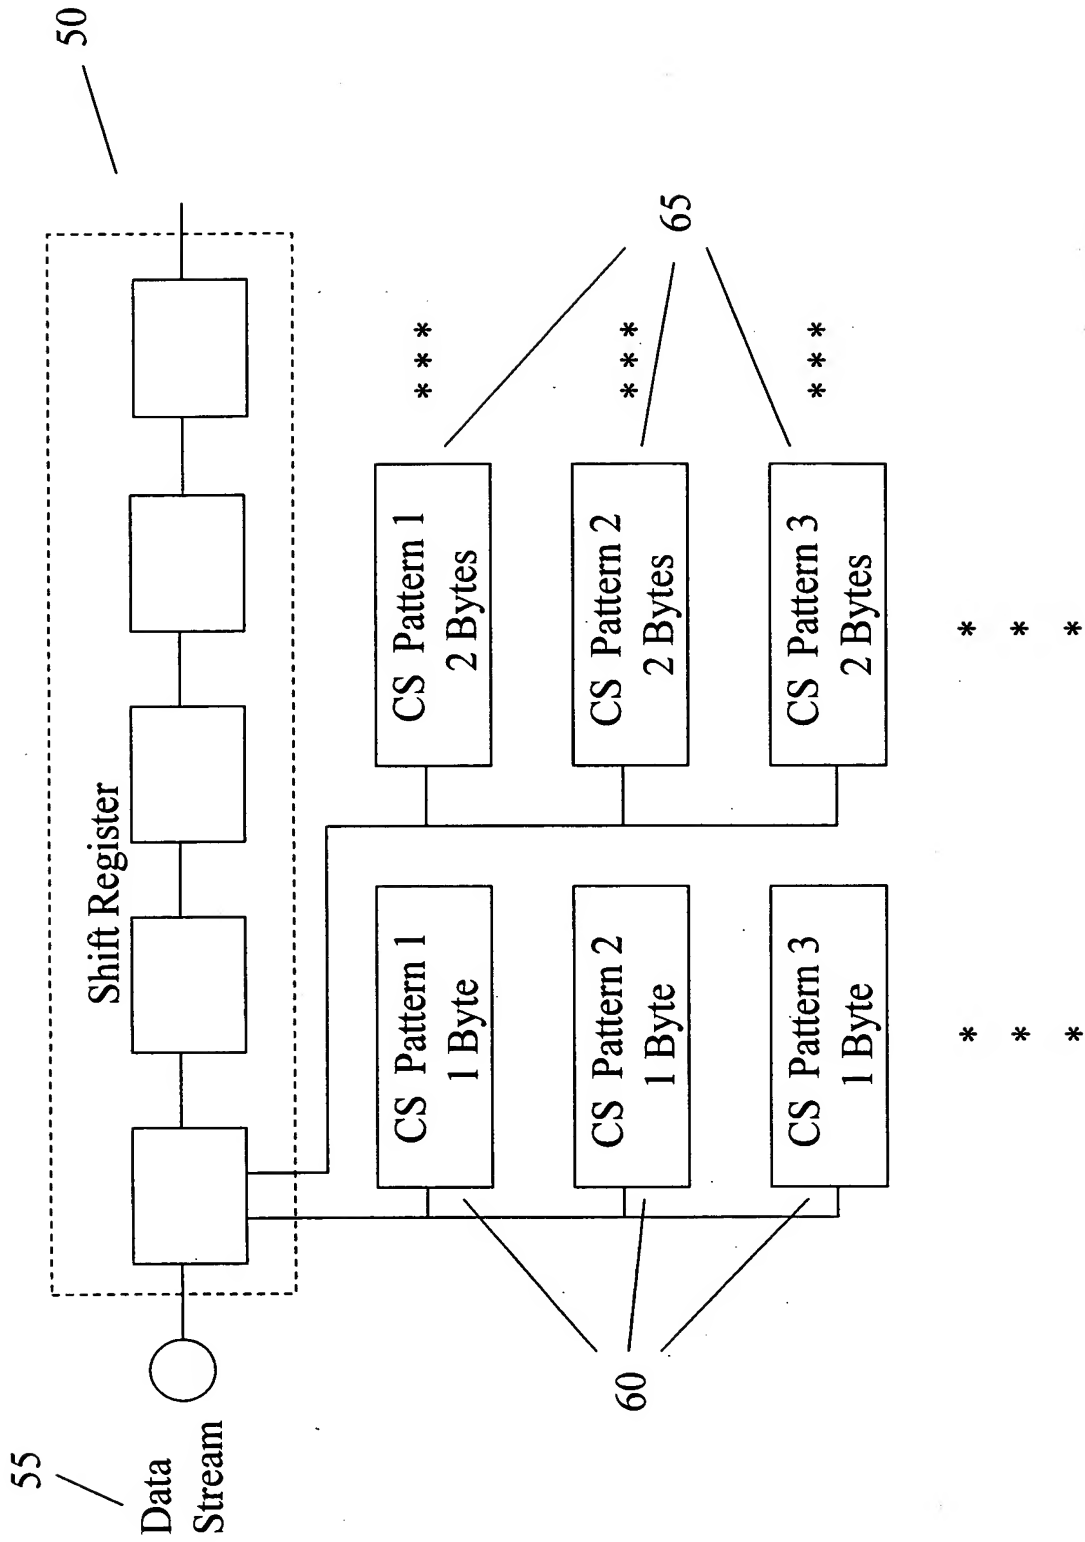 50
Shift Register
55
Data
Stream
CS Pattern 1
1 Byte
CS Pattern 1
2 Bytes
* * *
CS Pattern 2
1 Byte
CS Pattern 2
2 Bytes
* * *
CS Pattern 3
1 Byte
CS Pattern 3
2 Bytes
* * *
60
65
*
*
*
*
*
*